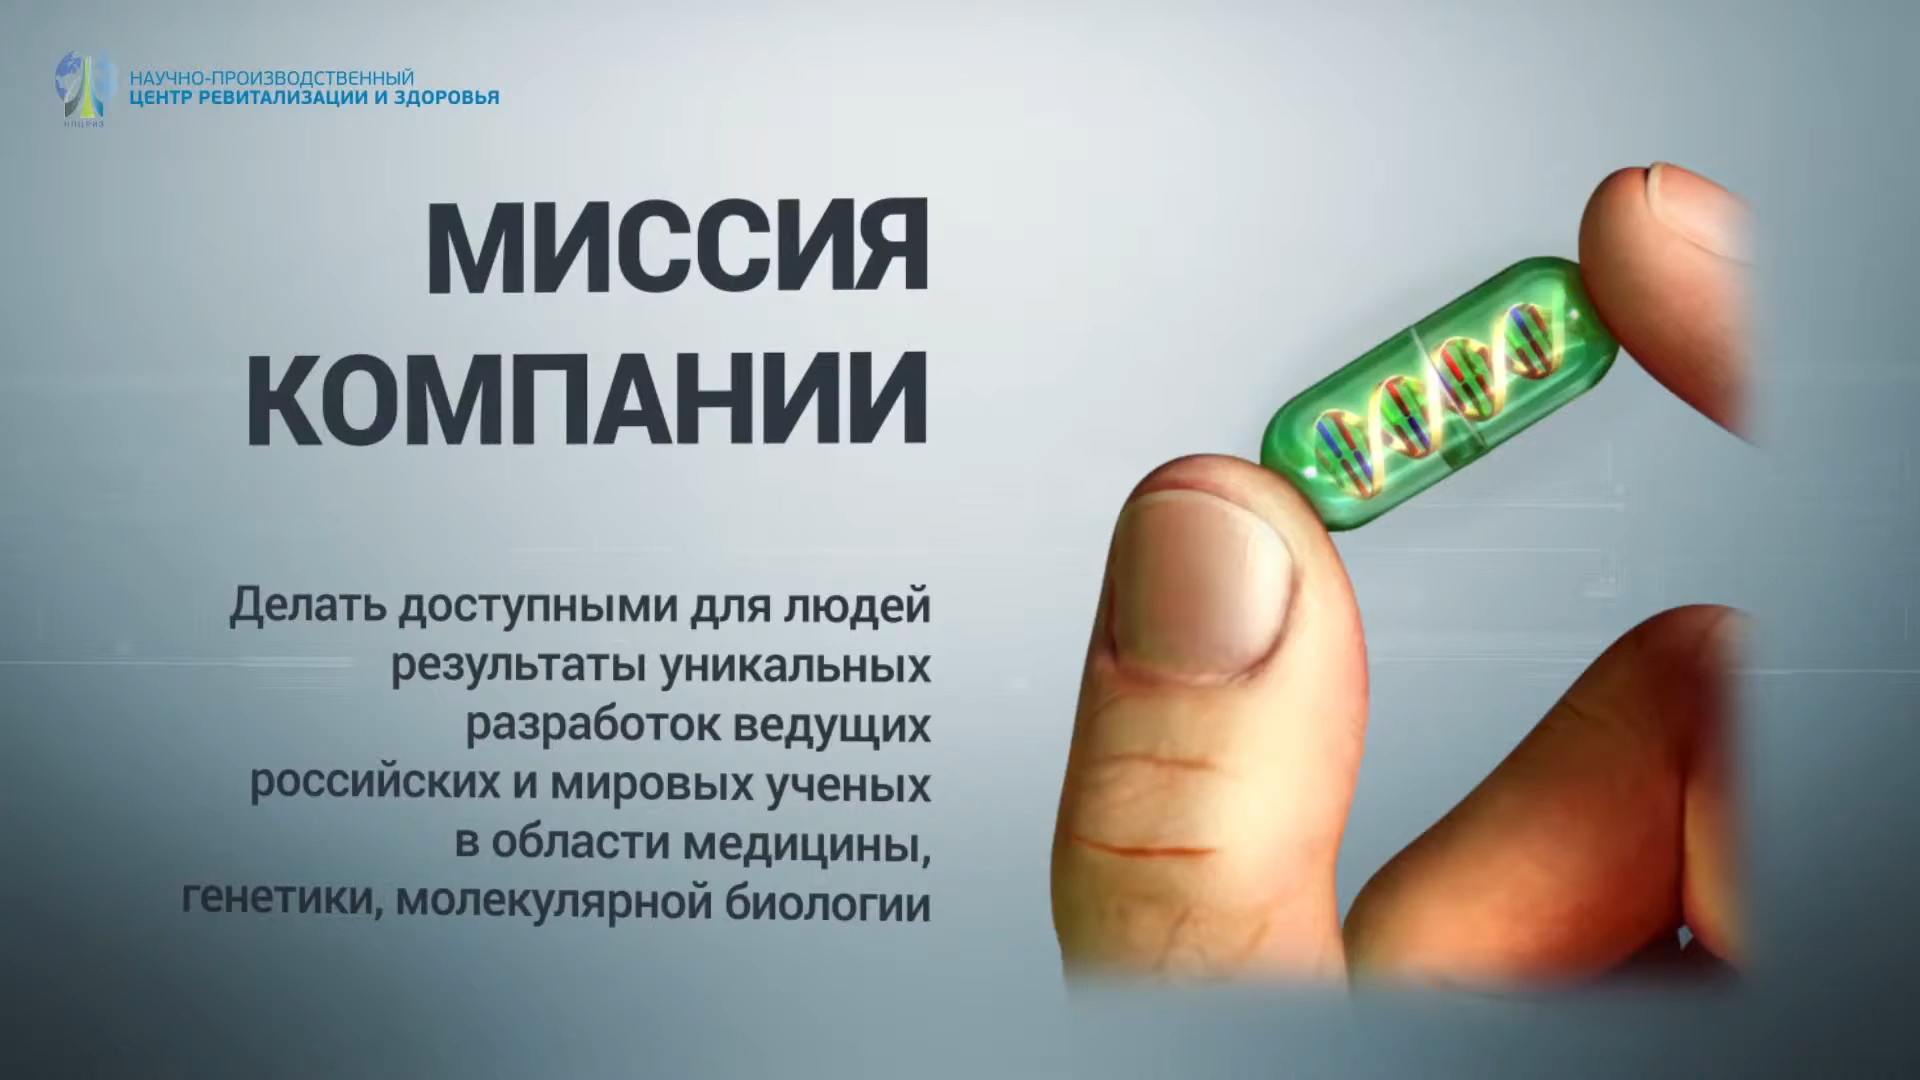 НАУЧНО-ПРОИЗВОДСТВЕННЫЙ
ЦЕНТР РЕВИТАЛИЗАЦИИ И ЗДОРОВЬЯ
НПЦРИЗ
МИССИЯ
КОМПАНИИ
Делать доступными для людей
результаты уникальных
разработок ведущих
российских и мировых ученых
в области медицины,
генетики, молекулярной биологии